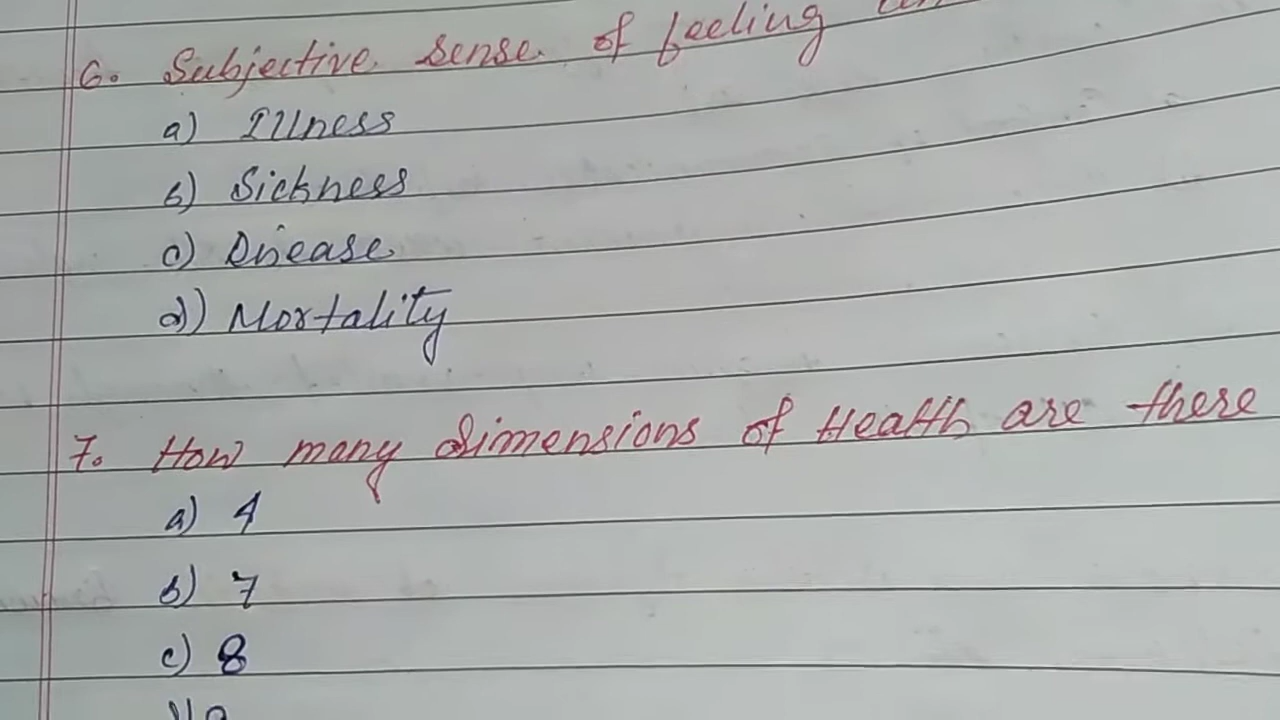 6. Subjective sense of feeling
a) Illness
b) Sickness
c) Disease
d) Mortality
7. How many Dimensions of Health are there
a) 4
b) 7
c) 8